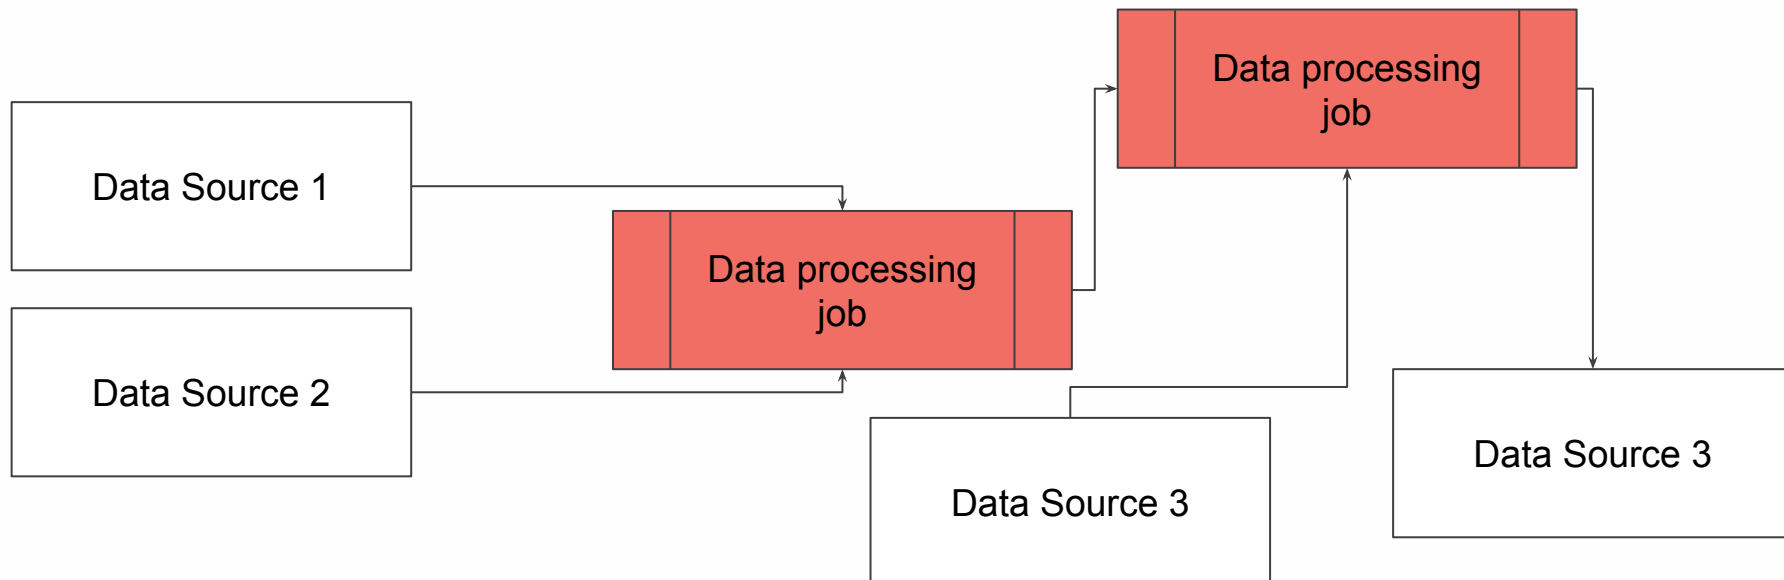 Data processing
job
Data Source 1
Data processing
job
Data Source 2
Data Source 3
Data Source 3